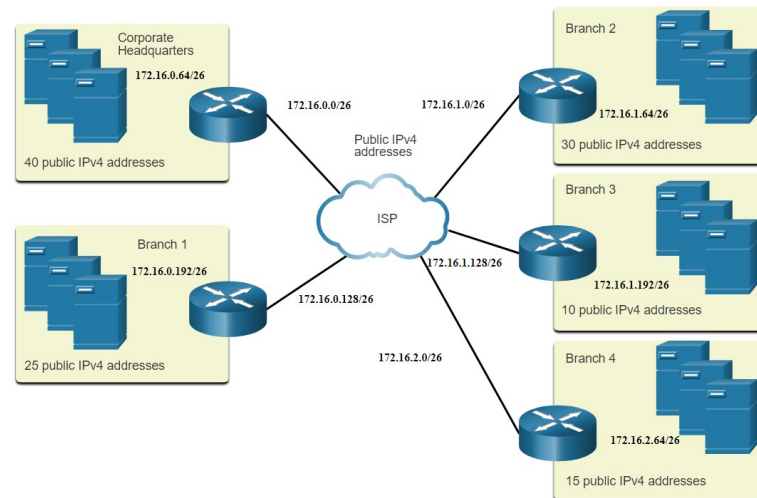 Corporate
Headquarters
172.16.0.64/26
40 public IPv4 addresses
172.16.0.0/26
Branch 1
172.16.0.192/26
25 public IPv4 addresses
172.16.0.128/26
Public IPv4
addresses
ISP
172.16.1.0/26
Branch 2
172.16.1.64/26
30 public IPv4 addresses
172.16.1.128/26
Branch 3
172.16.1.192/26
10 public IPv4 addresses
172.16.2.0/26
Branch 4
172.16.2.64/26
15 public IPv4 addresses